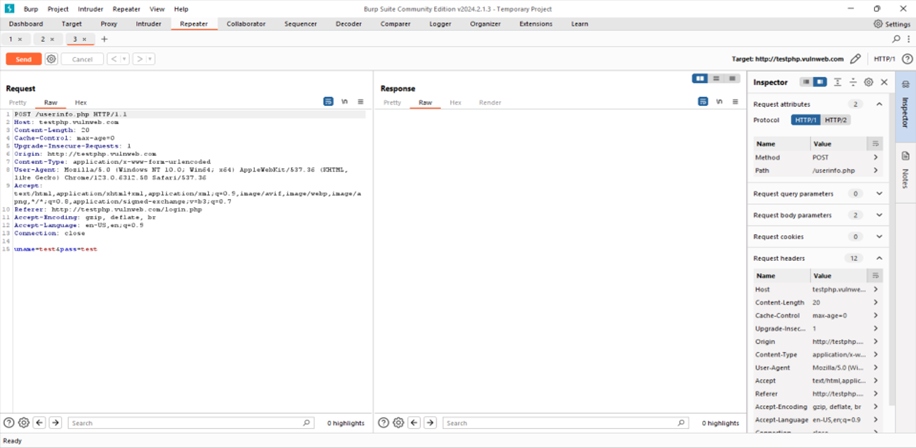 Burp Project Intruder Repeater View Help Burp Suite Community Edition v2024.2.1.3 - Temporary Project
Dashboard Target Proxy Intruder Repeater Collaborator Sequencer Decoder Comparer Logger Organizer Extensions Learn Settings
1 × 2 × 3 × +
Send Cancel < > Target: http://testphp.vulnweb.com HTTP/1
Request
Pretty Raw Hex
1 POST /userinfo.php HTTP/1.1
2 Host: testphp.vulnweb.com
3 Content-Length: 20
4 Cache-Control: max-age=0
5 Upgrade-Insecure-Requests: 1
6 Origin: http://testphp.vulnweb.com
7 Content-Type: application/x-www-form-urlencoded
8 User-Agent: Mozilla/5.0 (Windows NT 10.0; Win64; x64) AppleWebKit/537.36 (KHTML,
like Gecko) Chrome/123.0.6312.58 Safari/537.36
9 Accept:
text/html,application/xhtml+xml,application/xml;q=0.9,image/avif,image/webp,image/a
png,*/*;q=0.8,application/signed-exchange;v=b3;q=0.7
10 Referer: http://testphp.vulnweb.com/login.php
11 Accept-Encoding: gzip, deflate, br
12 Accept-Language: en-US,en;q=0.9
13 Connection: close
14
15 uname=test&pass=test
Search 0 highlights
Response
Pretty Raw Hex Render
Search 0 highlights
Inspector
Request attributes 2
Protocol HTTP/1 HTTP/2
Name Value
Method POST
Path /userinfo.php
Request query parameters 0
Request body parameters 2
Request cookies 0
Request headers 12
Name Value
Host testphp.vulnwe...
Content-Length 20
Cache-Control max-age=0
Upgrade-Insec... 1
Origin http://testphp....
Content-Type application/x-w...
User-Agent Mozilla/5.0 (Wi...
Accept text/html,applic...
Referer http://testphp....
Accept-Encoding gzip, deflate, br
Accept-Language en-US,en;q=0.9
Connection close
Inspector
Notes
Ready